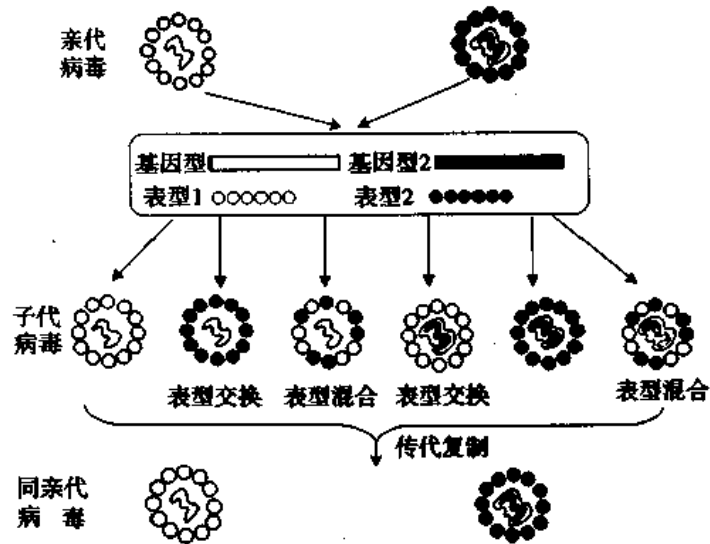 亲代
病毒
基因型 基因型2
表型1 表型2
子代
病毒
表型交换 表型混合 表型交换 表型混合
传代复制
同亲代
病 毒